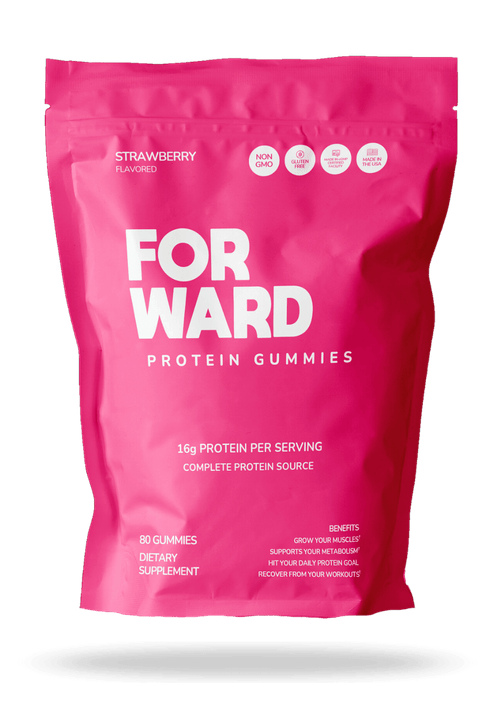 STRAWBERRY
FLAVORED
NON
GMO
GLUTEN
FREE
MADE IN
THE USA
FOR
WARD
PROTEIN GUMMIES
16g PROTEIN PER SERVING
COMPLETE PROTEIN SOURCE
80 GUMMIES
DIETARY
SUPPLEMENT
BENEFITS
GROW YOUR MUSCLES†
SUPPORTS YOUR METABOLISM†
HIT YOUR DAILY PROTEIN GOAL
RECOVER FROM YOUR WORKOUTS†